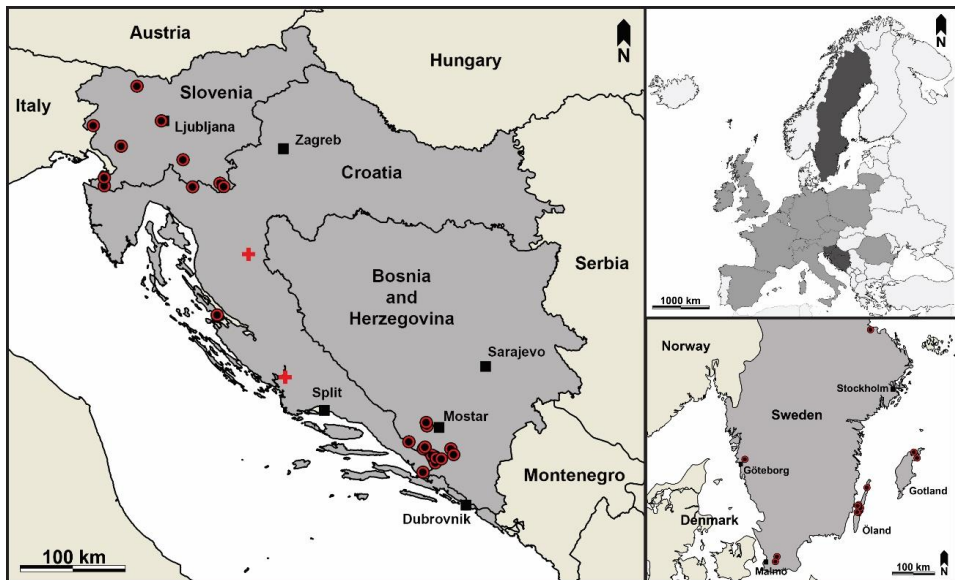 Austria
Hungary
N
Italy
Slovenia
Ljubljana
Zagreb
Croatia
Serbia
Bosnia
and
Herzegovina
Sarajevo
Split
Mostar
Montenegro
Dubrovnik
100 km
N
1000 km
Norway
Stockholm
Sweden
Göteborg
Gotland
Denmark
Öland
Malmö
100 km
N